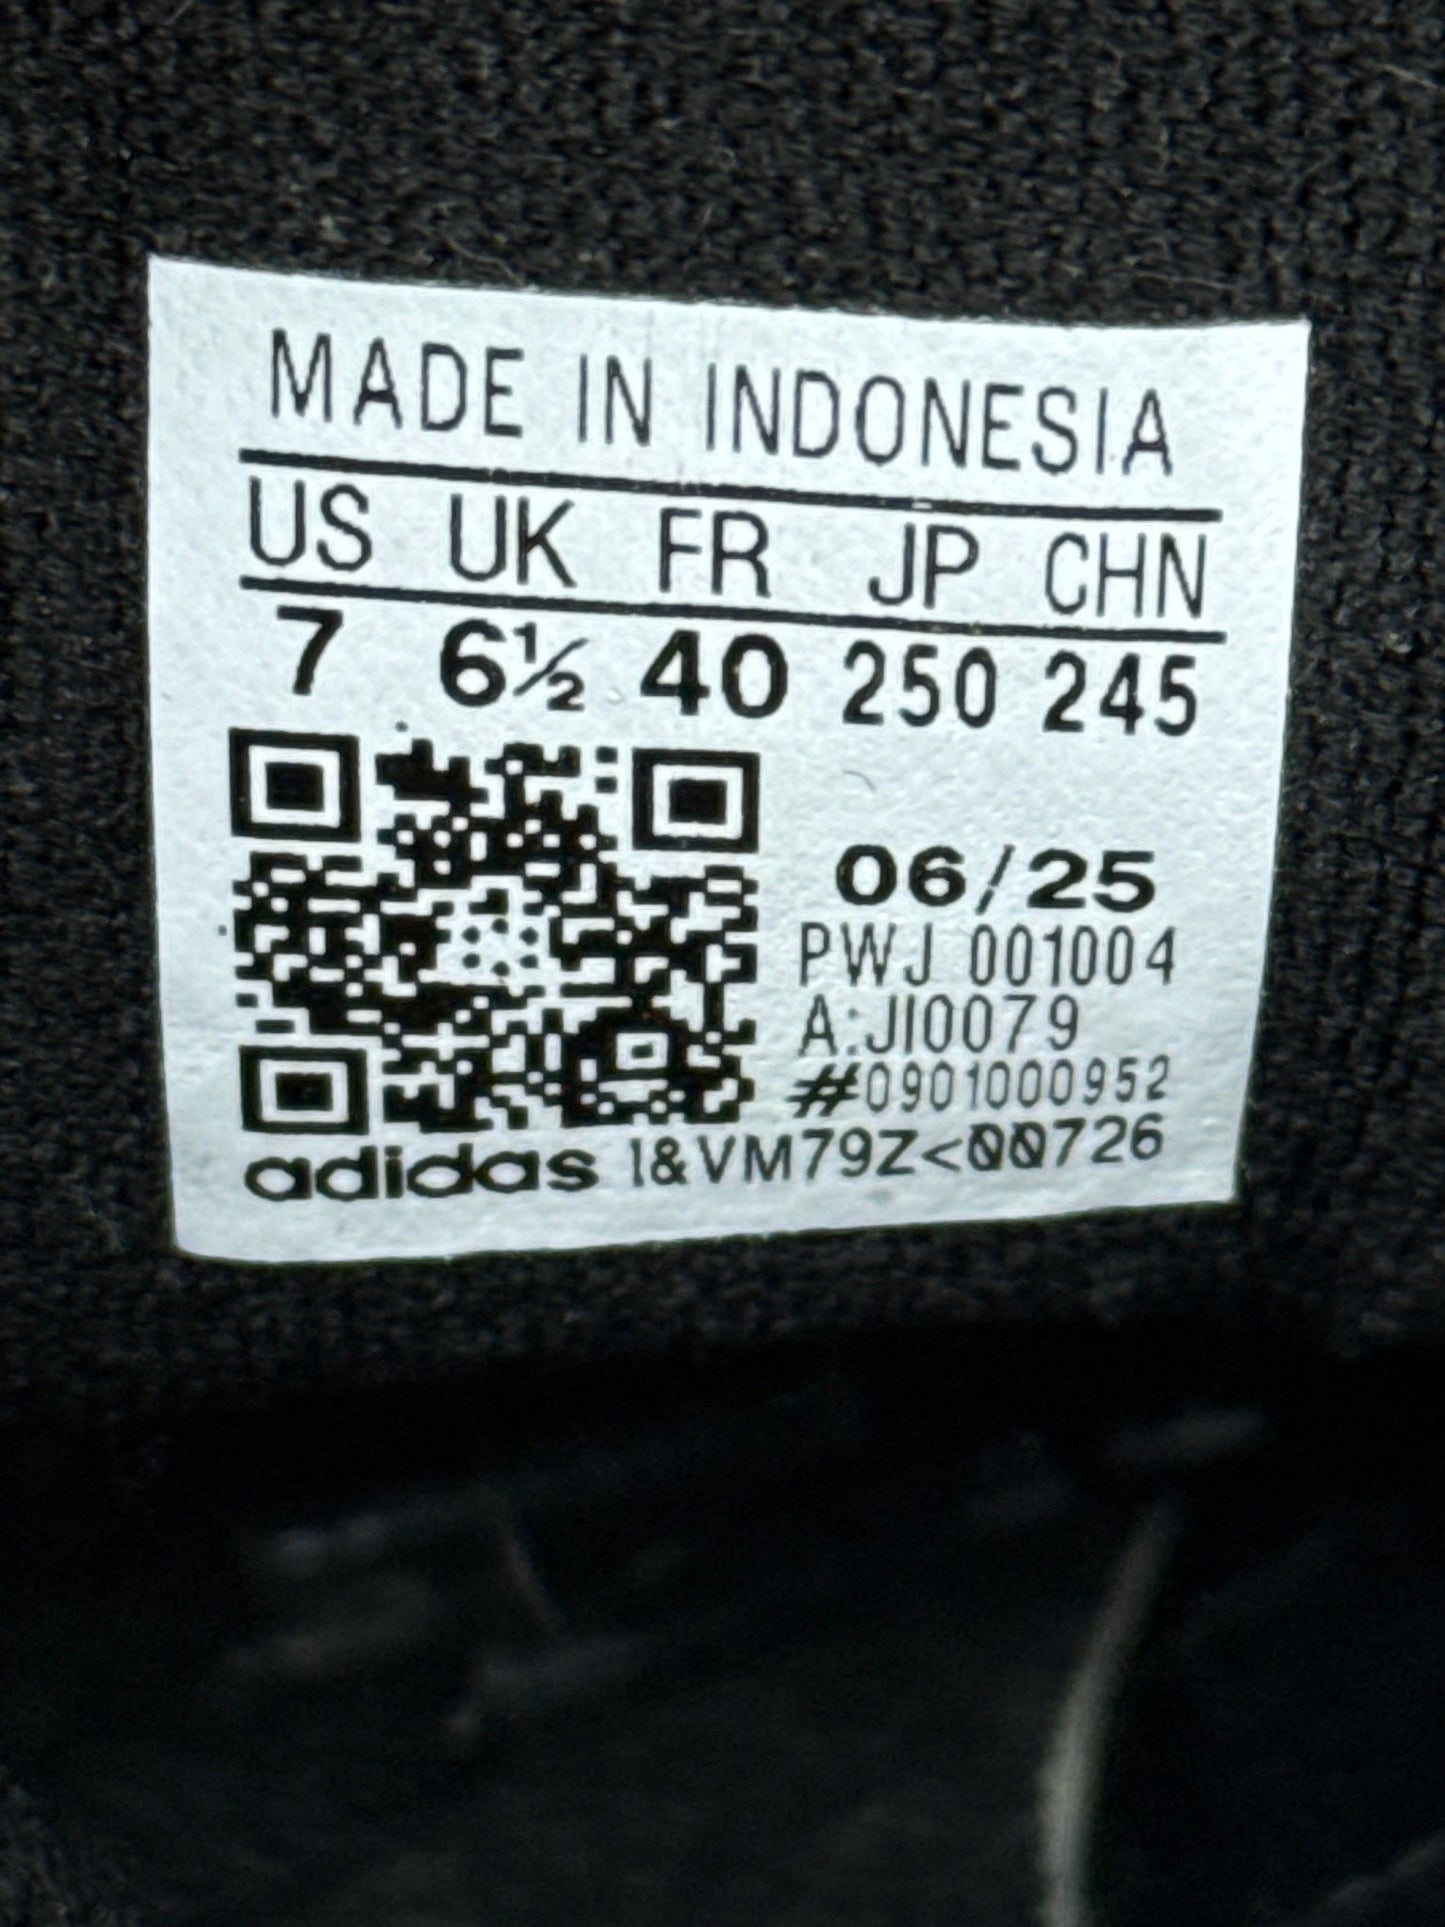 MADE IN INDONESIA
US UK FR JP CHN
7 6½ 40 250 245
06/25
PWJ 001004
A:JI0079
#0901000952
adidas I&VM79Z<00726